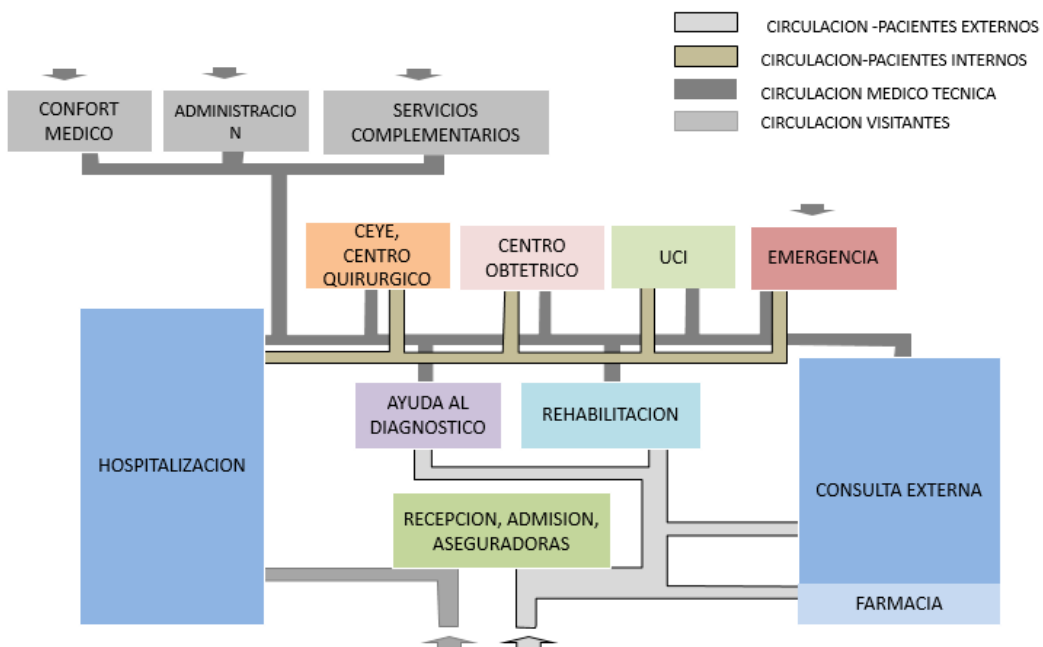 CIRCULACION -PACIENTES EXTERNOS
CIRCULACION-PACIENTES INTERNOS
CIRCULACION MEDICO TECNICA
CIRCULACION VISITANTES
CONFORT
MEDICO
ADMINISTRACIO
N
SERVICIOS
COMPLEMENTARIOS
CEYE,
CENTRO
QUIRURGICO
CENTRO
OBTETRICO
UCI
EMERGENCIA
AYUDA AL
DIAGNOSTICO
REHABILITACION
HOSPITALIZACION
CONSULTA EXTERNA
RECEPCION, ADMISION,
ASEGURADORAS
FARMACIA